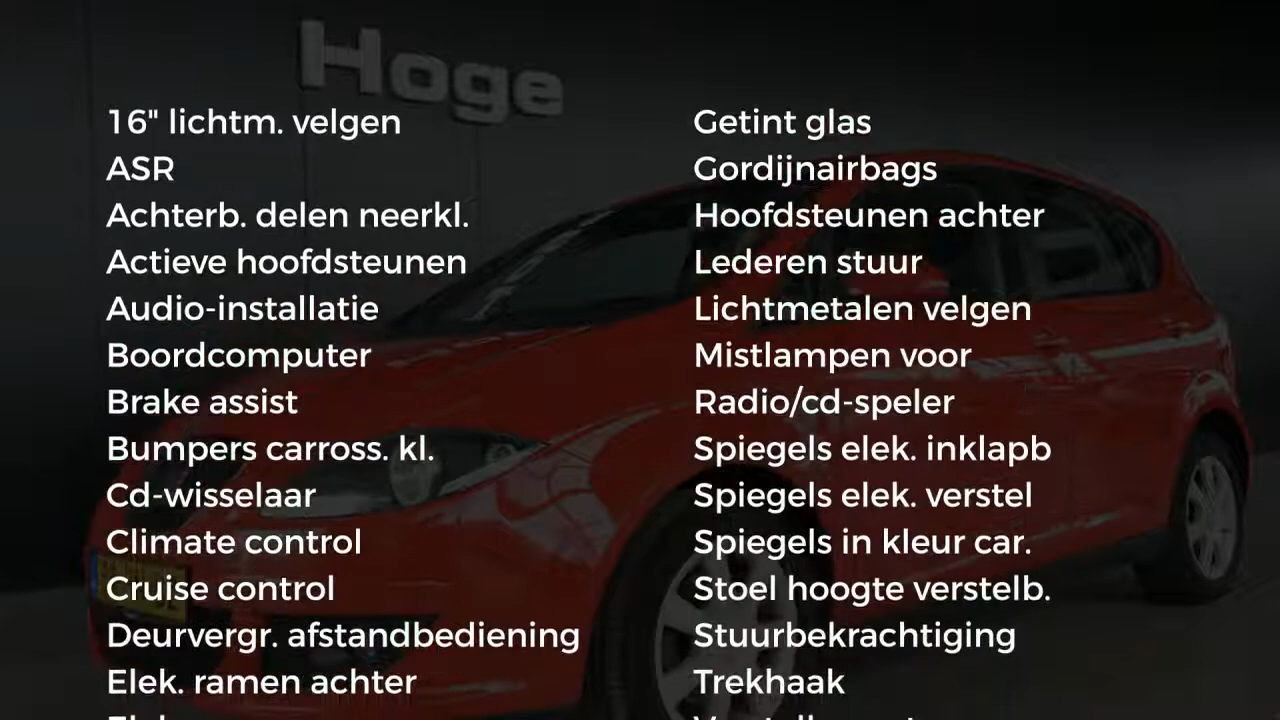 Hoge
16" lichtm. velgen
ASR
Achterb. delen neerkl.
Actieve hoofdsteunen
Audio-installatie
Boordcomputer
Brake assist
Bumpers carross. kl.
Cd-wisselaar
Climate control
Cruise control
Deurvergr. afstandbediening
Elek. ramen achter
Getint glas
Gordijnairbags
Hoofdsteunen achter
Lederen stuur
Lichtmetalen velgen
Mistlampen voor
Radio/cd-speler
Spiegels elek. inklapb
Spiegels elek. verstel
Spiegels in kleur car.
Stoel hoogte verstelb.
Stuurbekrachtiging
Trekhaak